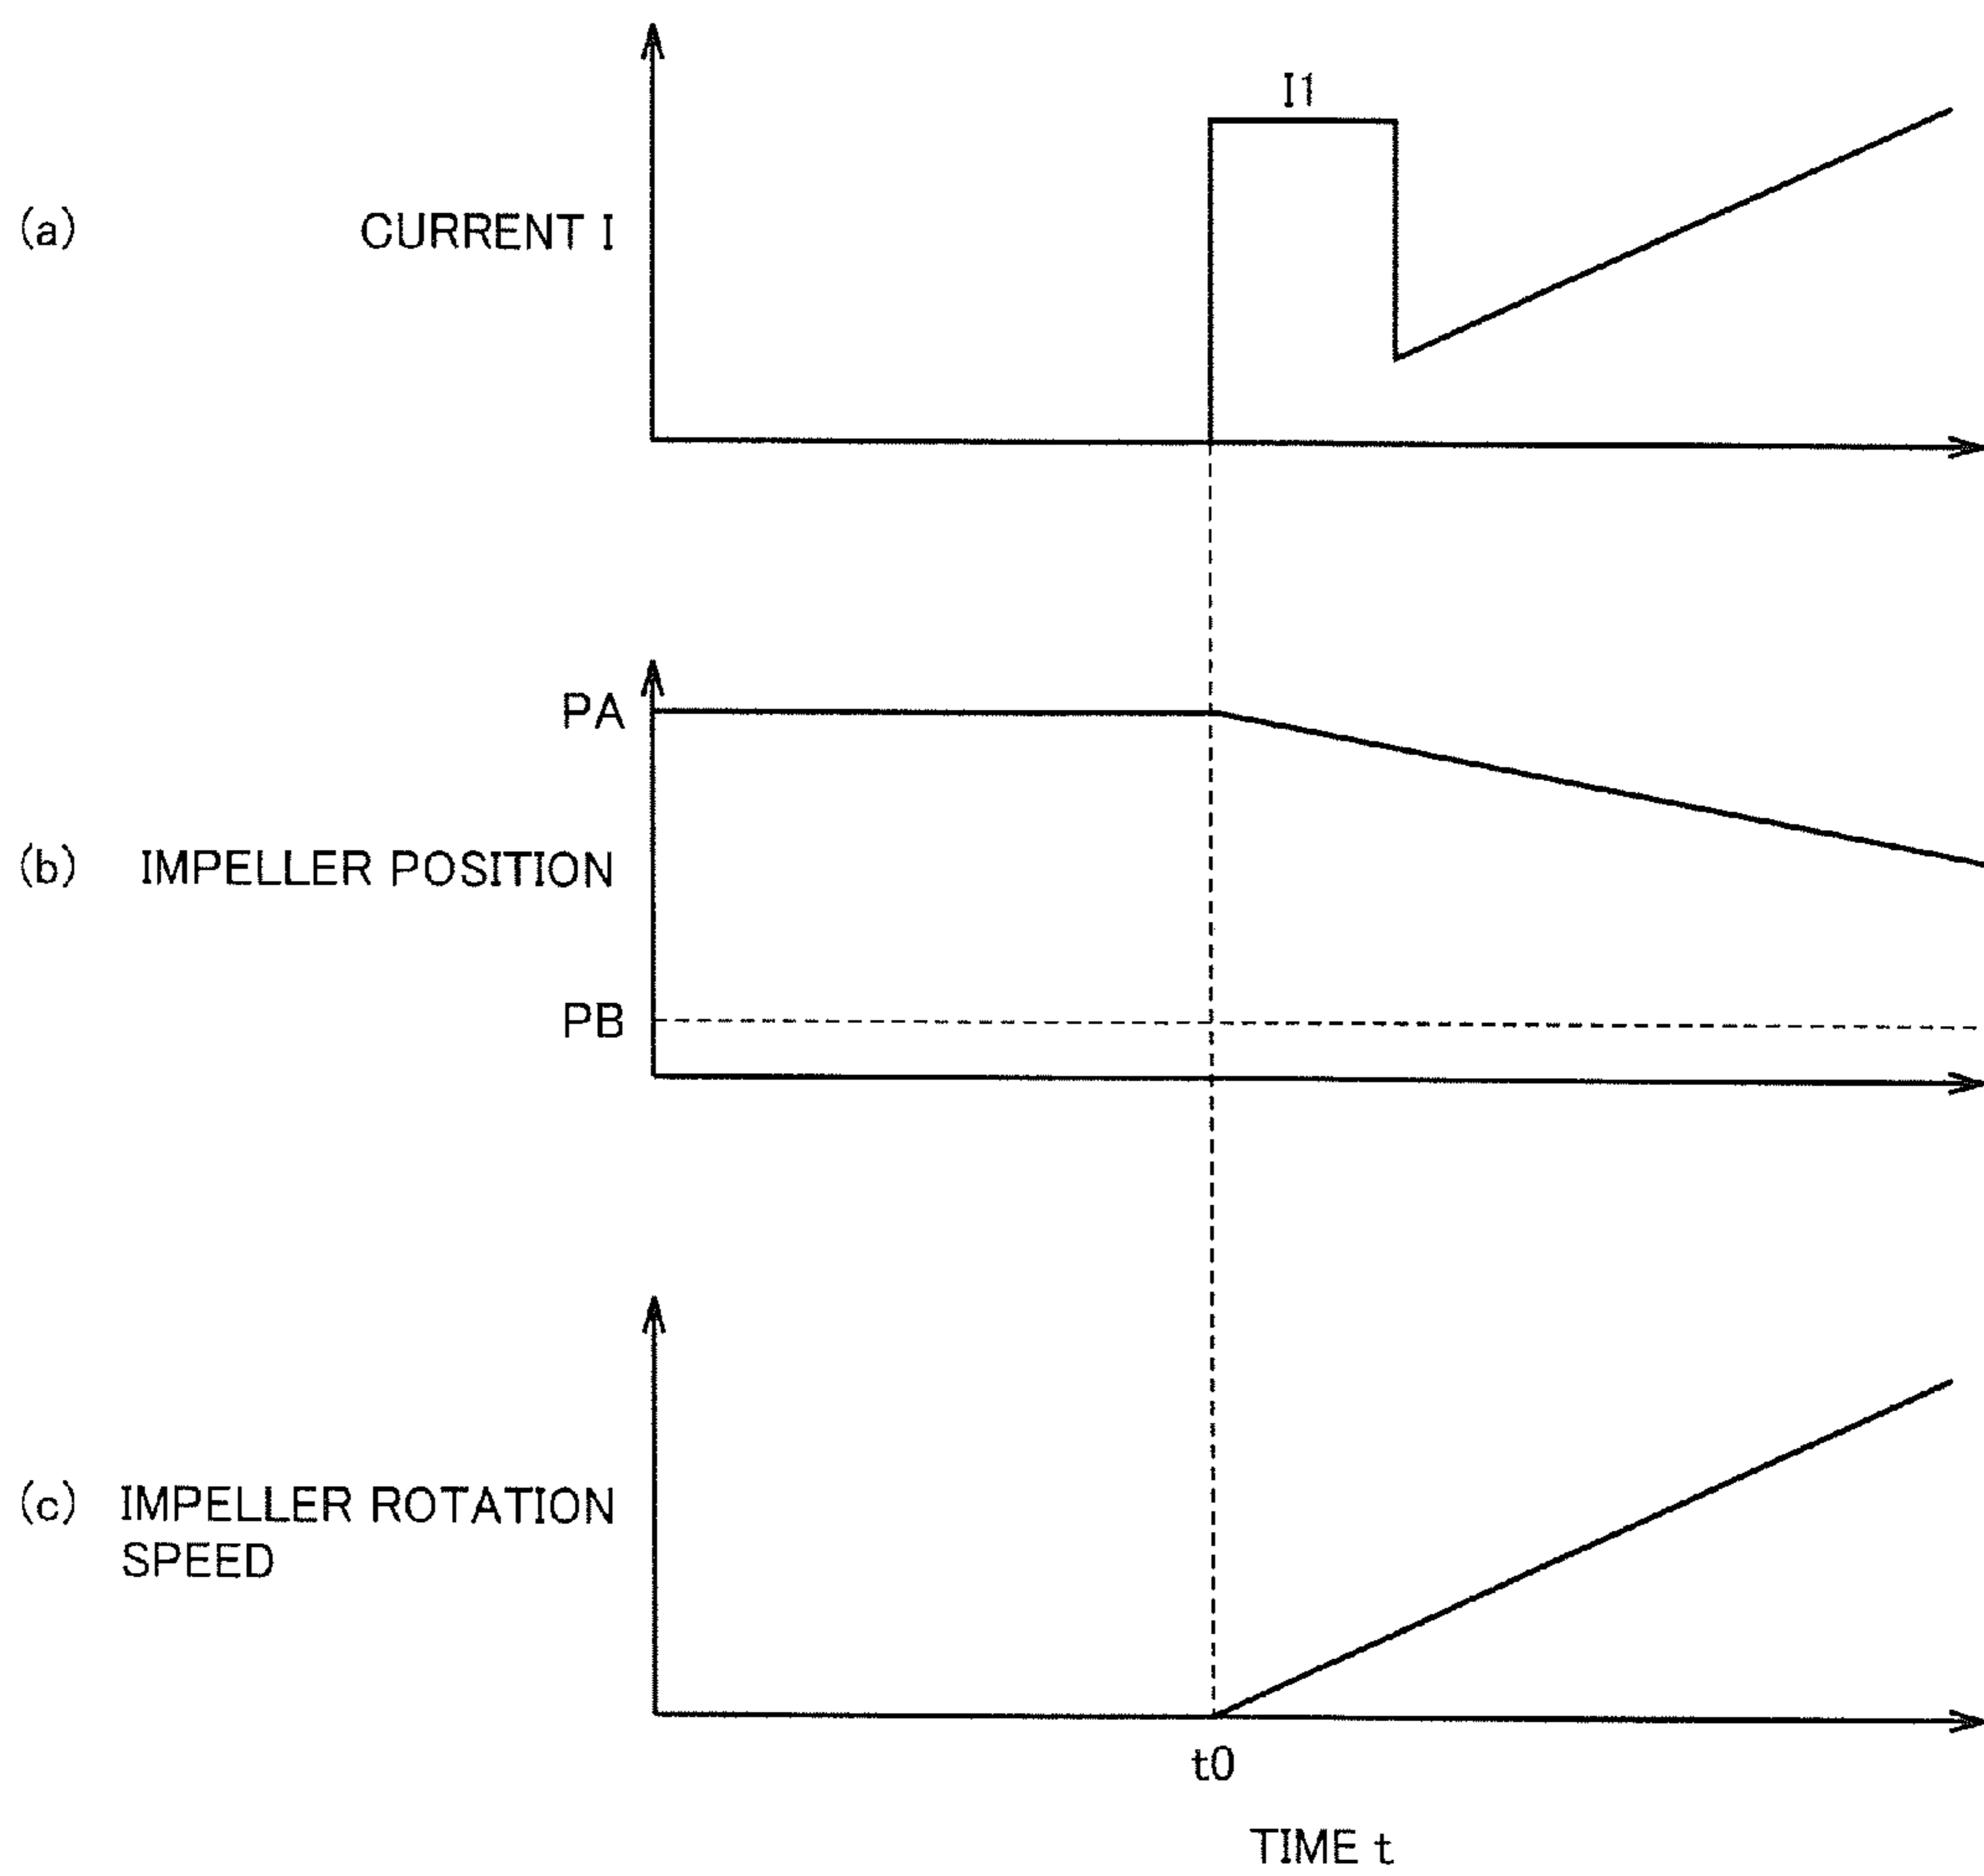 I1
(a) CURRENT I
PA
(b) IMPELLER POSITION
PB
(c) IMPELLER ROTATION
SPEED
t0
TIME t